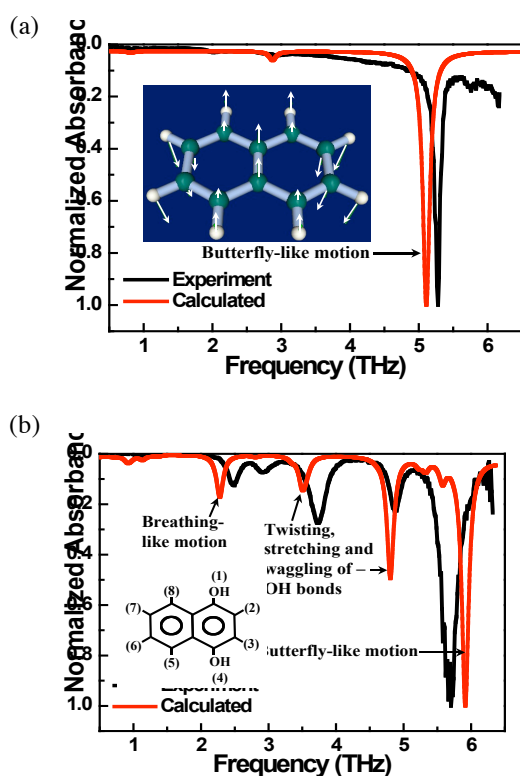 (a)
Normalized Absorbanc
0.0
0.2
0.4
0.6
0.8
1.0
Butterfly-like motion
Experiment
Calculated
1 2 3 4 5 6
Frequency (THz)
(b)
Normalized Absorbanc
0.0
0.2
0.4
0.6
0.8
1.0
Breathing-
like motion
Twisting,
stretching and
waggling of –
OH bonds
(1)
(8) OH
(7) (2)
(6) (3)
(5) OH
(4)
Butterfly-like motion
Experiment
Calculated
1 2 3 4 5 6
Frequency (THz)